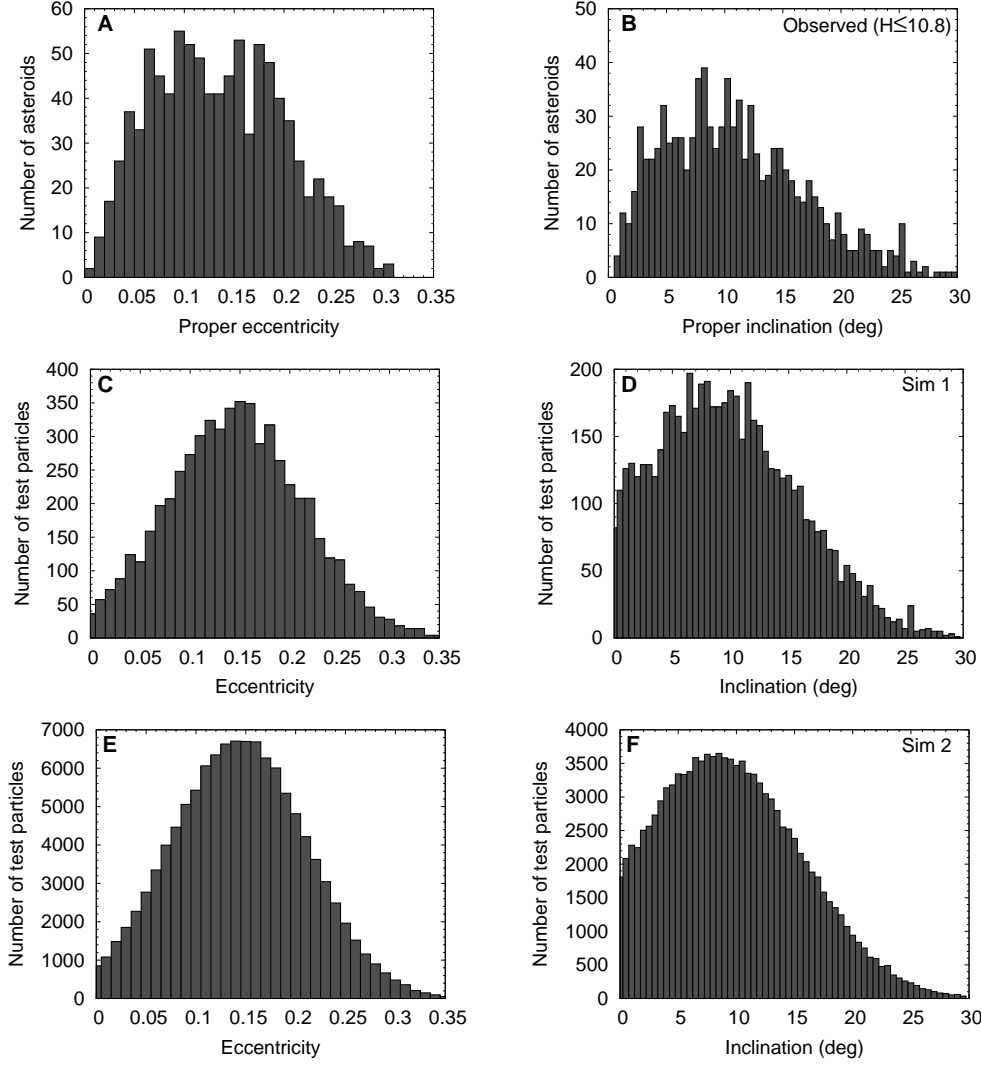 A
Number of asteroids
60
50
40
30
20
10
0
0 0.05 0.1 0.15 0.2 0.25 0.3 0.35
Proper eccentricity
B
Observed (H≤10.8)
Number of asteroids
50
40
30
20
10
0
0 5 10 15 20 25 30
Proper inclination (deg)
C
Number of test particles
400
350
300
250
200
150
100
50
0
0 0.05 0.1 0.15 0.2 0.25 0.3 0.35
Eccentricity
D
Sim 1
Number of test particles
200
150
100
50
0
0 5 10 15 20 25 30
Inclination (deg)
E
Number of test particles
7000
6000
5000
4000
3000
2000
1000
0
0 0.05 0.1 0.15 0.2 0.25 0.3 0.35
Eccentricity
F
Sim 2
Number of test particles
4000
3500
3000
2500
2000
1500
1000
500
0
0 5 10 15 20 25 30
Inclination (deg)